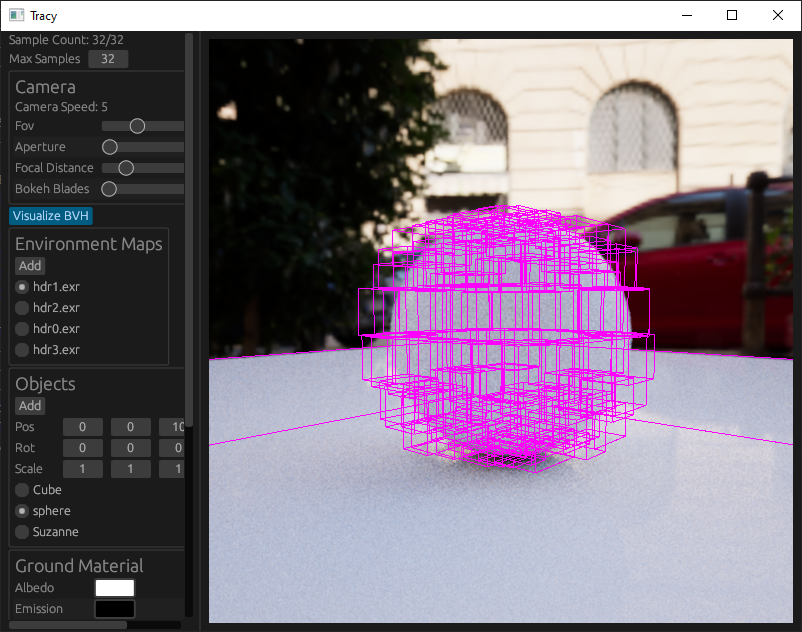 Tracy
Sample Count: 32/32
Max Samples 32
Camera
Camera Speed: 5
Fov
Aperture
Focal Distance
Bokeh Blades
Visualize BVH
Environment Maps
Add
hdr1.exr
hdr2.exr
hdr0.exr
hdr3.exr
Objects
Add
Pos 0 0 10
Rot 0 0 0
Scale 1 1 1
Cube
sphere
Suzanne
Ground Material
Albedo
Emission